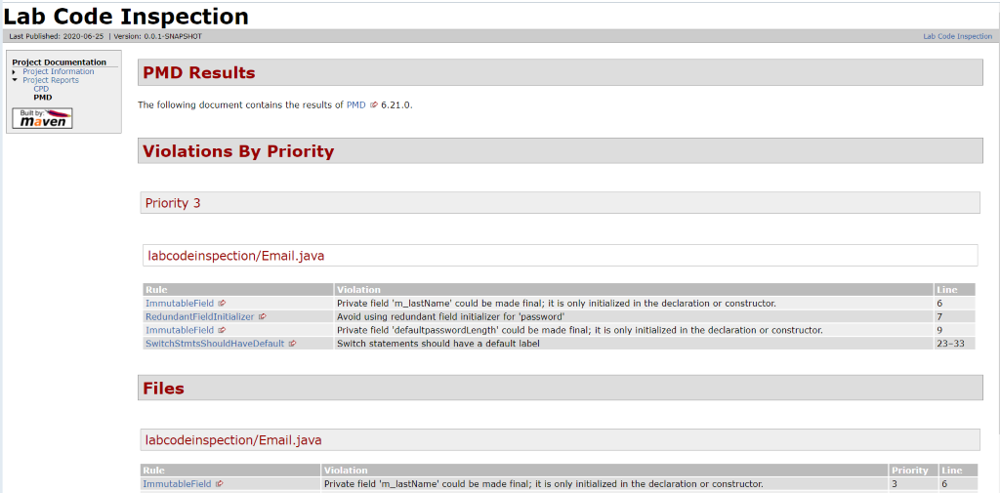 Lab Code Inspection
Last Published: 2020-06-25 | Version: 0.0.1-SNAPSHOT Lab Code Inspection
Project Documentation
Project Information
Project Reports
CPD
PMD
Built by:
maven
PMD Results
The following document contains the results of PMD 6.21.0.
Violations By Priority
Priority 3
labcodeinspection/Email.java
Rule Violation Line
ImmutableField Private field 'm_lastName' could be made final; it is only initialized in the declaration or constructor. 6
RedundantFieldInitializer Avoid using redundant field initializer for 'password' 7
ImmutableField Private field 'defaultpasswordLength' could be made final; it is only initialized in the declaration or constructor. 9
SwitchStmtsShouldHaveDefault Switch statements should have a default label 23–33
Files
labcodeinspection/Email.java
Rule Violation Priority Line
ImmutableField Private field 'm_lastName' could be made final; it is only initialized in the declaration or constructor. 3 6